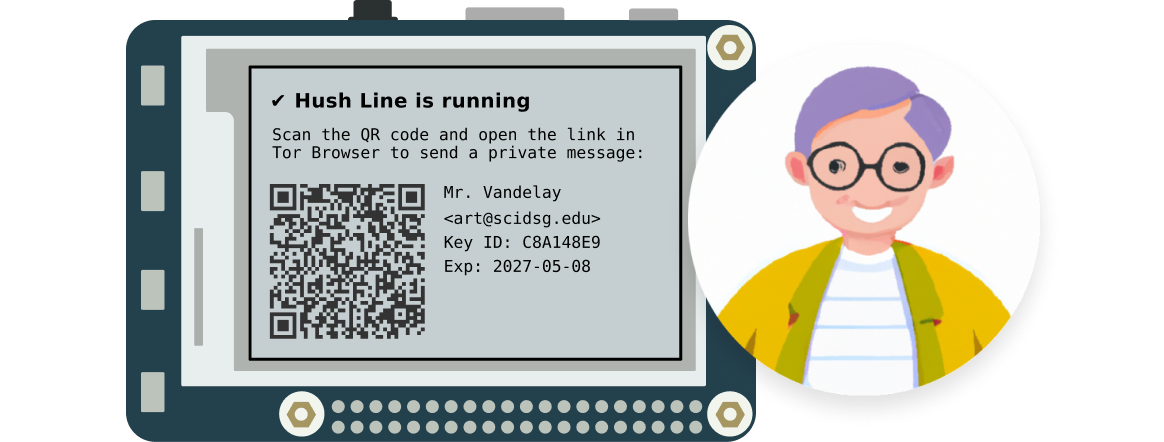 ✔ Hush Line is running
Scan the QR code and open the link in
Tor Browser to send a private message:
Mr. Vandelay
<art@scidsg.edu>
Key ID: C8A148E9
Exp: 2027-05-08